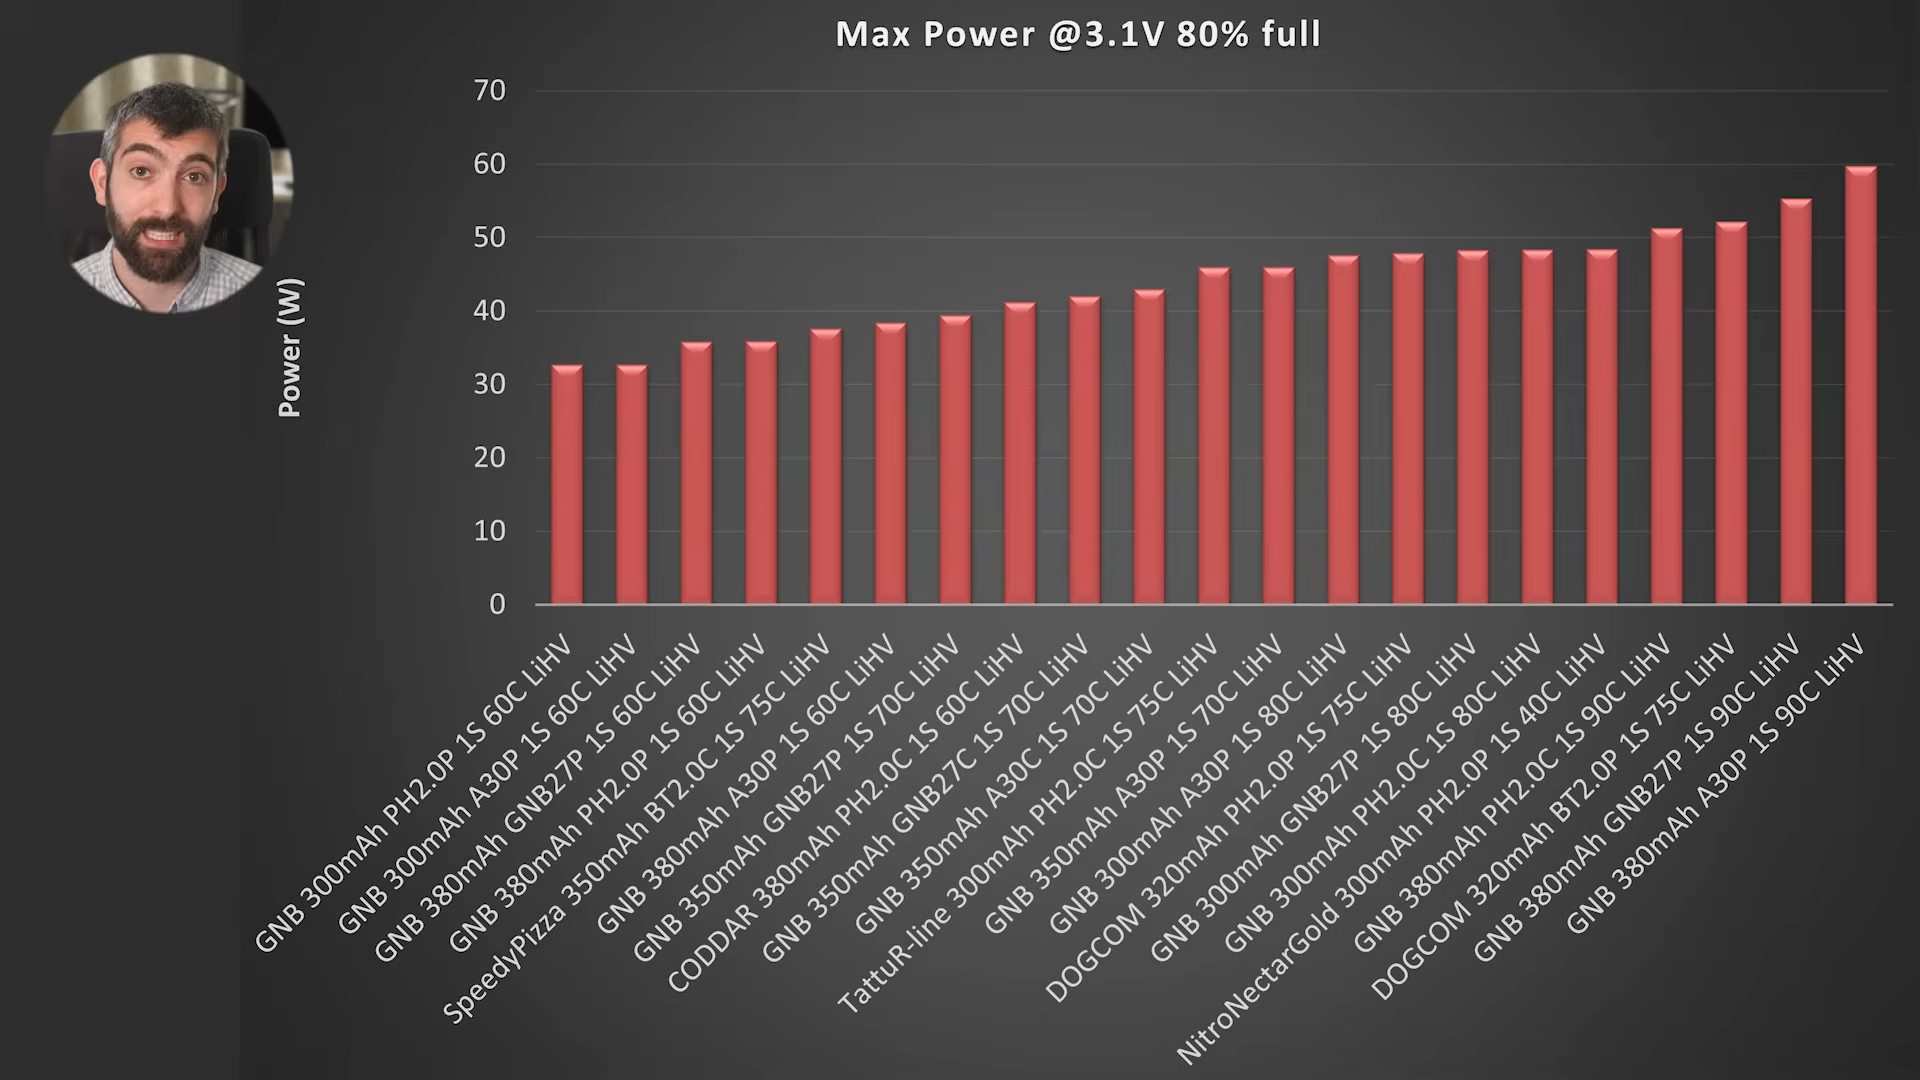 Max Power @3.1V 80% full
Power (W)
70
60
50
40
30
20
10
0
GNB 300mAh PH2.0P 1S 60C LiHV
GNB 300mAh A30P 1S 60C LiHV
GNB 380mAh GNB27P 1S 60C LiHV
GNB 380mAh PH2.0P 1S 60C LiHV
SpeedyPizza 350mAh BT2.0C 1S 75C LiHV
GNB 380mAh A30P 1S 60C LiHV
GNB 350mAh GNB27P 1S 70C LiHV
CODDAR 380mAh PH2.0C 1S 60C LiHV
GNB 350mAh GNB27C 1S 70C LiHV
GNB 350mAh A30C 1S 70C LiHV
TattuR-line 300mAh PH2.0C 1S 75C LiHV
GNB 350mAh A30P 1S 70C LiHV
GNB 300mAh A30P 1S 80C LiHV
DOGCOM 320mAh PH2.0P 1S 75C LiHV
GNB 300mAh GNB27P 1S 80C LiHV
GNB 300mAh PH2.0C 1S 80C LiHV
NitroNectarGold 300mAh PH2.0P 1S 40C LiHV
GNB 380mAh PH2.0C 1S 90C LiHV
DOGCOM 320mAh BT2.0P 1S 75C LiHV
GNB 380mAh GNB27P 1S 90C LiHV
GNB 380mAh A30P 1S 90C LiHV